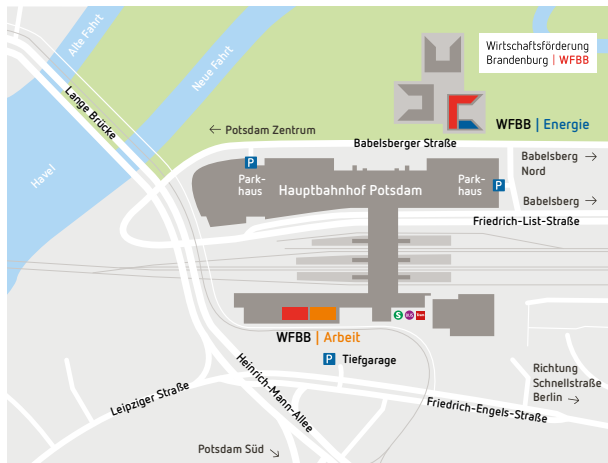 Alte Fahrt
Neue Fahrt
Wirtschaftsförderung
Brandenburg | WFBB
Lange Brücke
WFBB | Energie
← Potsdam Zentrum
Babelsberger Straße
Havel
P
Park-
haus
Hauptbahnhof Potsdam
Park-
haus
P
Babelsberg →
Nord
Babelsberg →
Friedrich-List-Straße
S
BUS
WFBB | Arbeit
P Tiefgarage
Heinrich-Mann-Allee
Leipziger Straße
Richtung
Schnellstraße
Berlin →
Friedrich-Engels-Straße
Potsdam Süd ↘